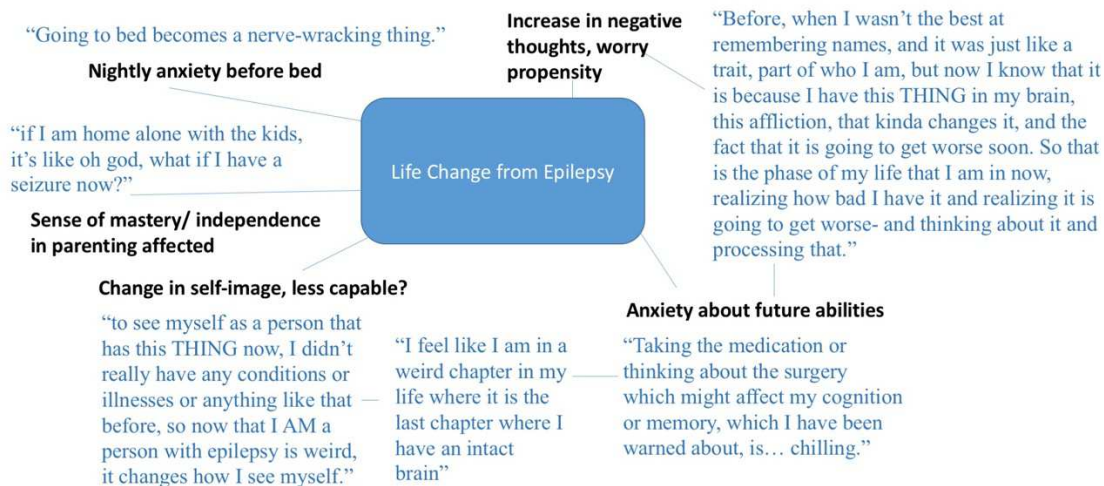 “Going to bed becomes a nerve-wracking thing.”
Nightly anxiety before bed
Increase in negative
thoughts, worry
propensity
“Before, when I wasn’t the best at
remembering names, and it was just like a
trait, part of who I am, but now I know that it
is because I have this THING in my brain,
this affliction, that kinda changes it, and the
fact that it is going to get worse soon. So that
is the phase of my life that I am in now,
realizing how bad I have it and realizing it is
going to get worse- and thinking about it and
processing that.”
“if I am home alone with the kids,
it’s like oh god, what if I have a
seizure now?”
Life Change from Epilepsy
Sense of mastery/ independence
in parenting affected
Change in self-image, less capable?
Anxiety about future abilities
“to see myself as a person that
has this THING now, I didn’t
really have any conditions or
illnesses or anything like that
before, so now that I AM a
person with epilepsy is weird,
it changes how I see myself.”
“I feel like I am in a
weird chapter in my
life where it is the
last chapter where I
have an intact
brain”
“Taking the medication or
thinking about the surgery
which might affect my cognition
or memory, which I have been
warned about, is… chilling.”